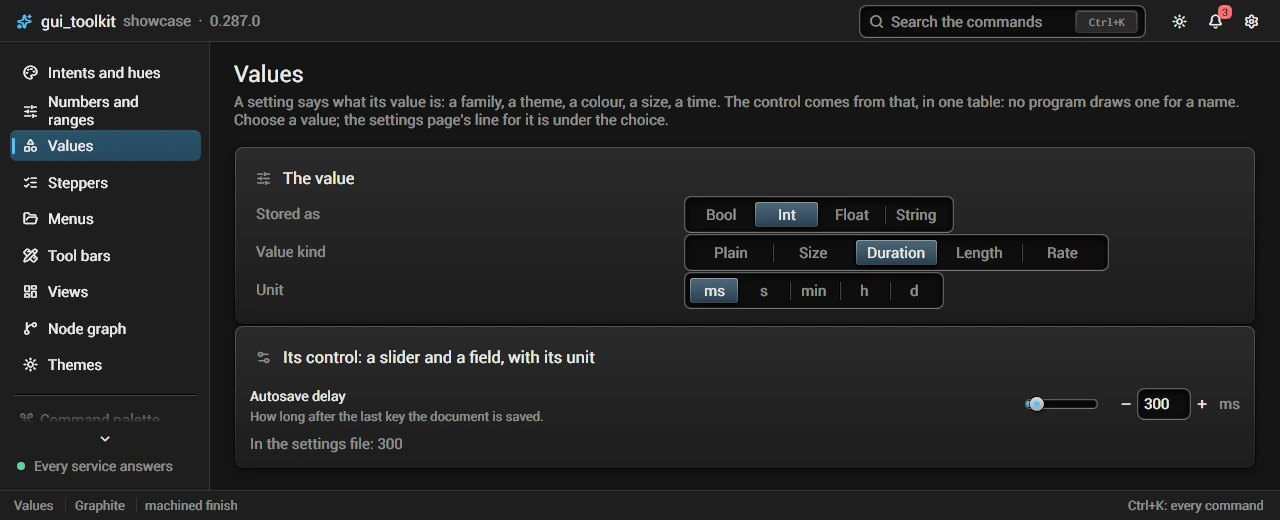 gui_toolkit showcase · 0.287.0
Search the commands Ctrl+K
3
Intents and hues
Numbers and
ranges
Values
Steppers
Menus
Tool bars
Views
Node graph
Themes
Command palette
Every service answers
Values
A setting says what its value is: a family, a theme, a colour, a size, a time. The control comes from that, in one table: no program draws one for a name.
Choose a value; the settings page's line for it is under the choice.
The value
Stored as Bool Int Float String
Value kind Plain Size Duration Length Rate
Unit ms s min h d
Its control: a slider and a field, with its unit
Autosave delay
How long after the last key the document is saved.
− 300 + ms
In the settings file: 300
Values Graphite machined finish
Ctrl+K: every command